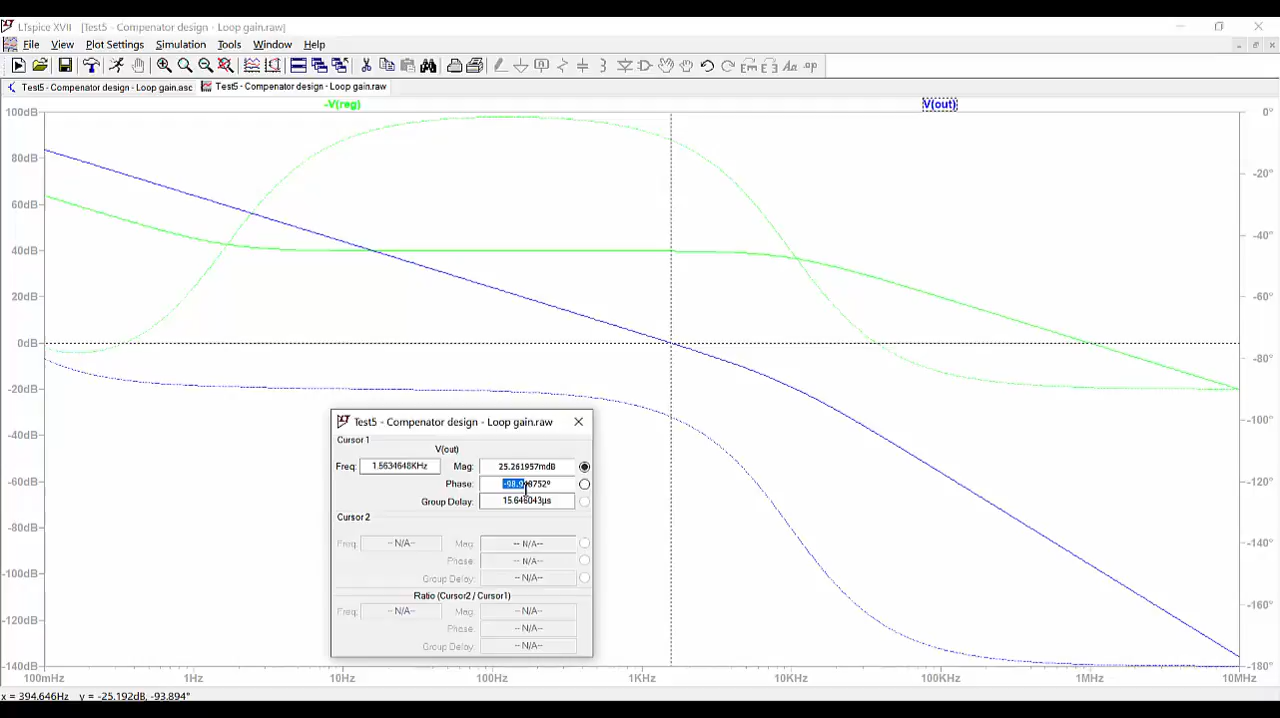 LTspice XVII - [Test5 - Compenator design - Loop gain.raw]
File View Plot Settings Simulation Tools Window Help
Test5 - Compenator design - Loop gain.asc
Test5 - Compenator design - Loop gain.raw
-V(reg)
V(out)
100dB
80dB
60dB
40dB
20dB
0dB
-20dB
-40dB
-60dB
-80dB
-100dB
-120dB
-140dB
0°
-20°
-40°
-60°
-80°
-100°
-120°
-140°
-160°
-180°
100mHz 1Hz 10Hz 100Hz 1KHz 10KHz 100KHz 1MHz 10MHz
Test5 - Compenator design - Loop gain.raw
Cursor 1
V(out)
Freq: 1.5634648KHz Mag: 25.261957mdB
Phase:
Group Delay: 15.646043µs
Cursor 2
Freq: -- N/A-- Mag: -- N/A--
Phase: -- N/A--
Group Delay: -- N/A--
Ratio (Cursor2 / Cursor1)
Freq: -- N/A-- Mag: -- N/A--
Phase: -- N/A--
Group Delay: -- N/A--
x = 394.646Hz y = -25.192dB, -93.894°